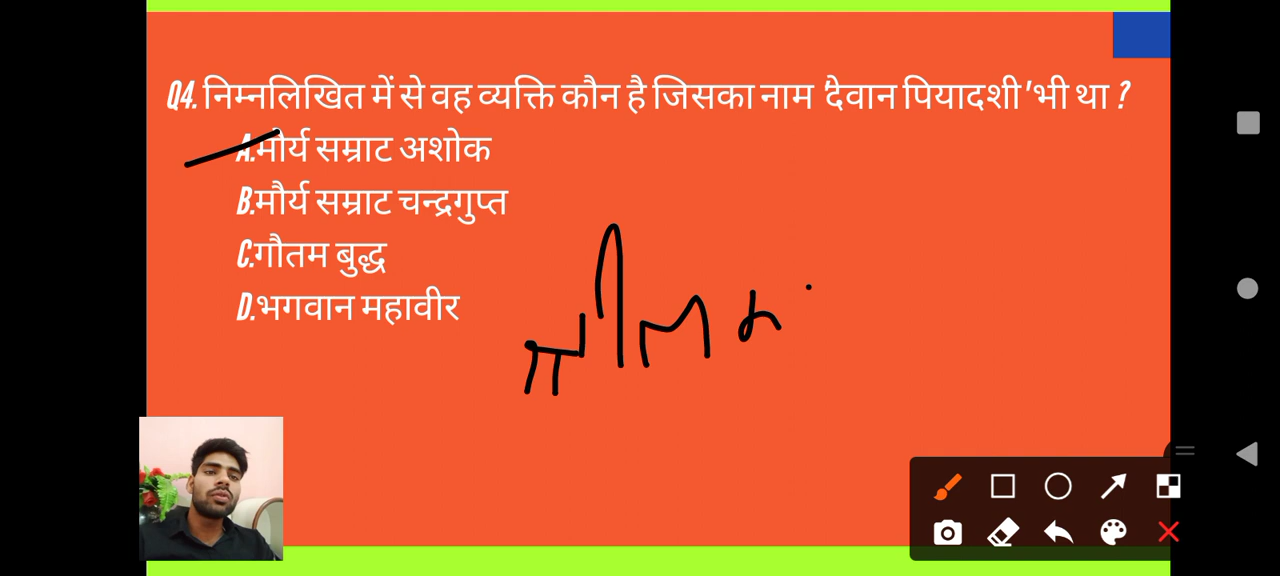 Q4. निम्नलिखित में से वह व्यक्ति कौन है जिसका नाम 'देवान पियादशी' भी था ?
A.मौर्य सम्राट अशोक
B.मौर्य सम्राट चन्द्रगुप्त
C.गौतम बुद्ध
D.भगवान महावीर